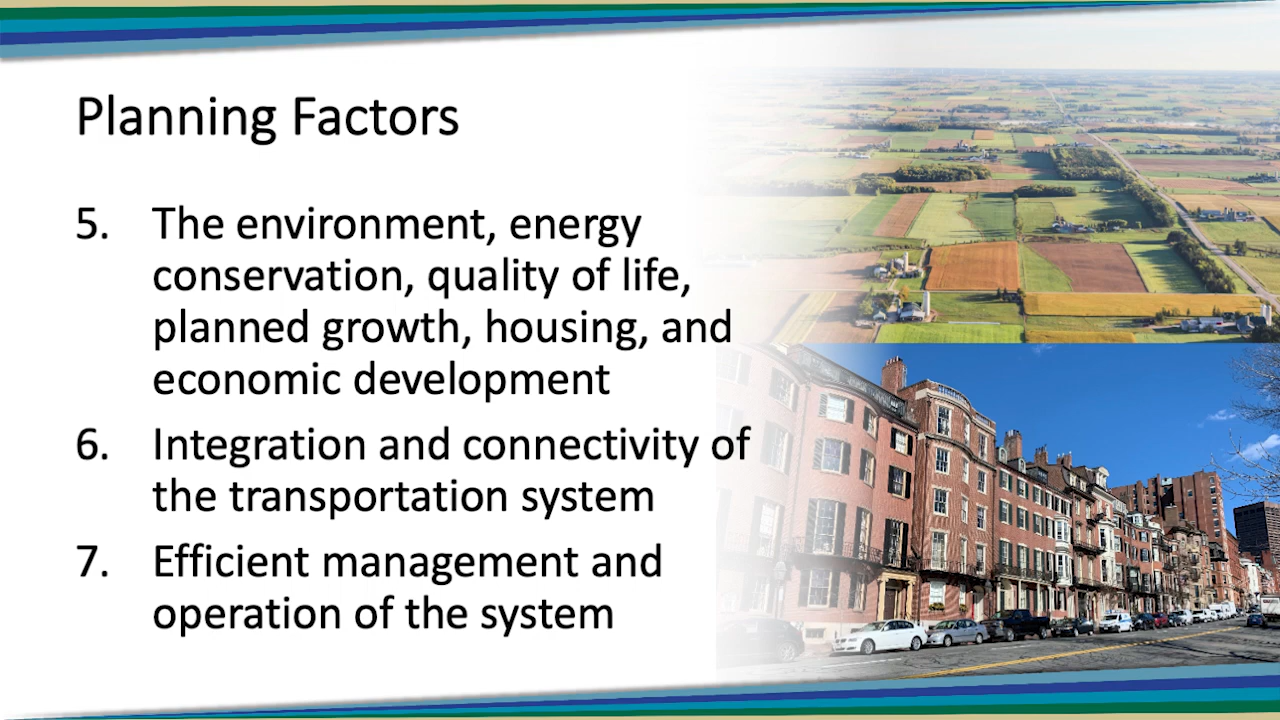 Planning Factors
5. The environment, energy
conservation, quality of life,
planned growth, housing, and
economic development
6. Integration and connectivity of
the transportation system
7. Efficient management and
operation of the system